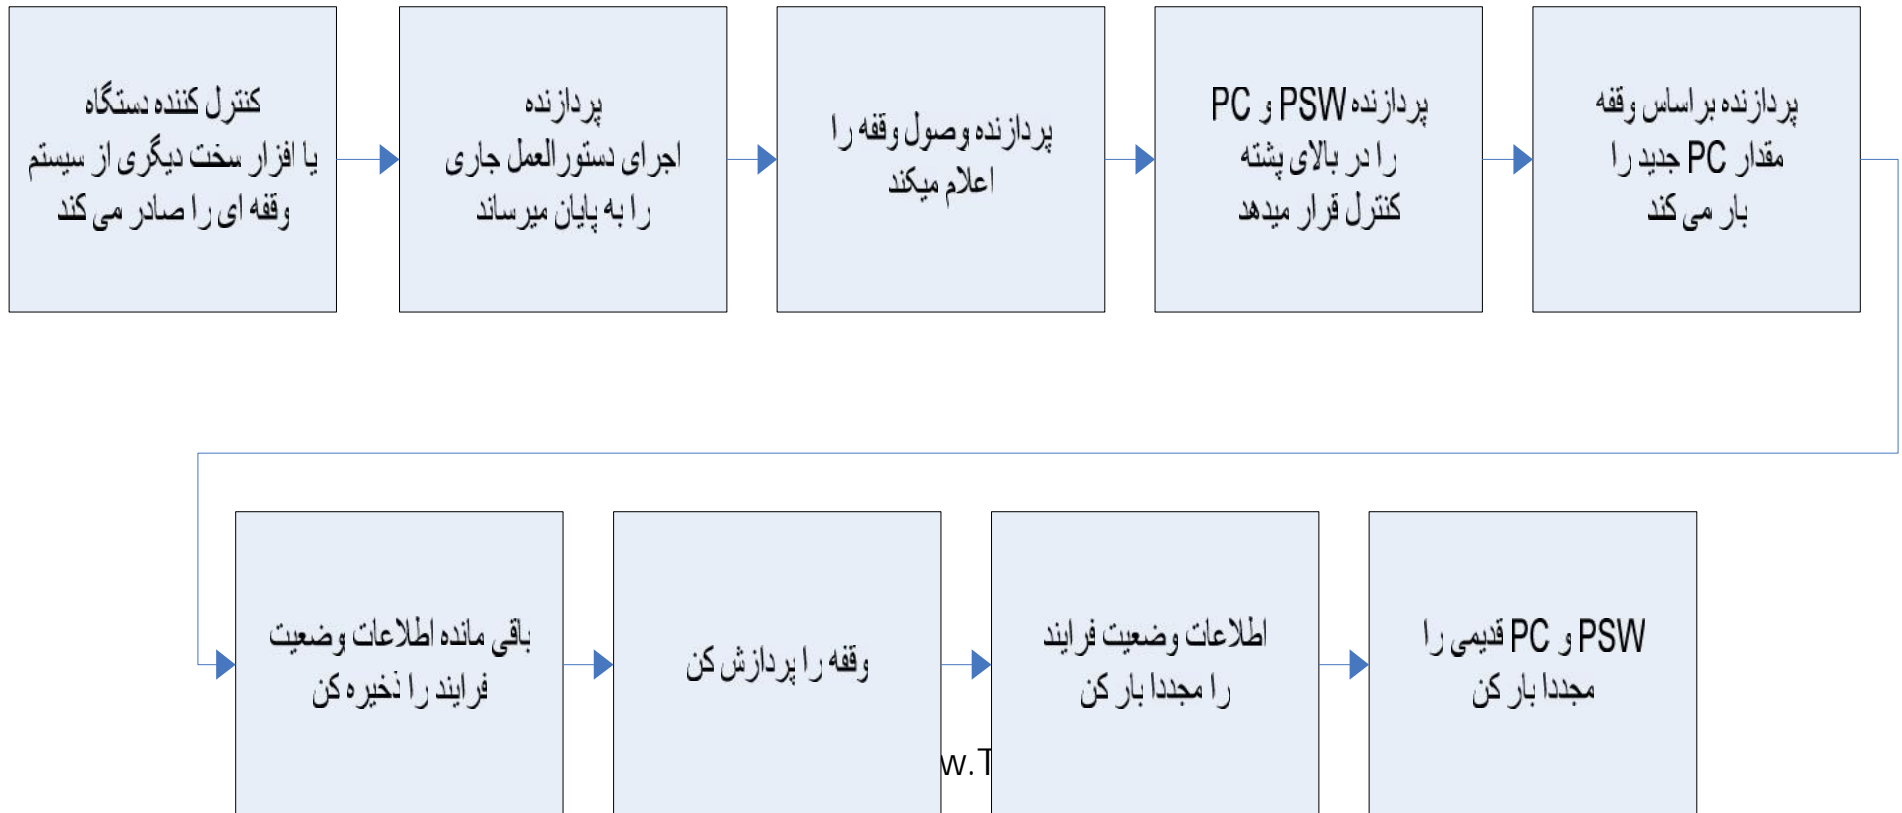 کنترل کننده دستگاه
یا افزار سخت دیگری از سیستم
وقفه ای را صادر می کند
پردازنده
اجرای دستورالعمل جاری
را به پایان میرساند
پردازنده وصول وقفه را
اعلام میکند
پردازنده PSW و PC
را در بالای پشته
کنترل قرار میدهد
پردازنده براساس وقفه
مقدار PC جدید را
بار می کند
باقی مانده اطلاعات وضعیت
فرایند را ذخیره کن
وقفه را پردازش کن
اطلاعات وضعیت فرایند
را مجددا بار کن
PSW و PC قدیمی را
مجددا بار کن
w.T